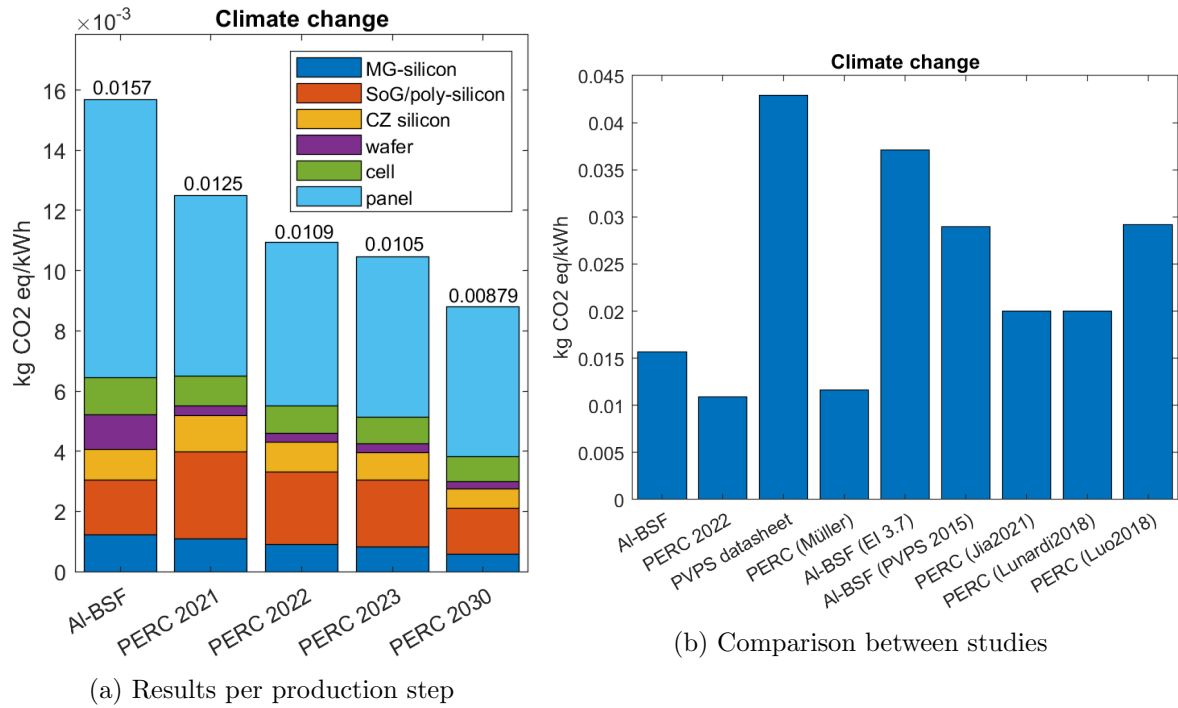 Climate change
×10⁻³
kg CO2 eq/kWh
16
14
12
10
8
6
4
2
0
0.0157
0.0125
0.0109
0.0105
0.00879
MG-silicon
SoG/poly-silicon
CZ silicon
wafer
cell
panel
Al-BSF
PERC 2021
PERC 2022
PERC 2023
PERC 2030
(a) Results per production step
Climate change
kg CO2 eq/kWh
0.045
0.04
0.035
0.03
0.025
0.02
0.015
0.01
0.005
0
Al-BSF
PERC 2022
PVPS datasheet
PERC (Müller)
Al-BSF (EI 3.7)
Al-BSF (PVPS 2015)
PERC (Jia2021)
PERC (Lunardi2018)
PERC (Luo2018)
(b) Comparison between studies